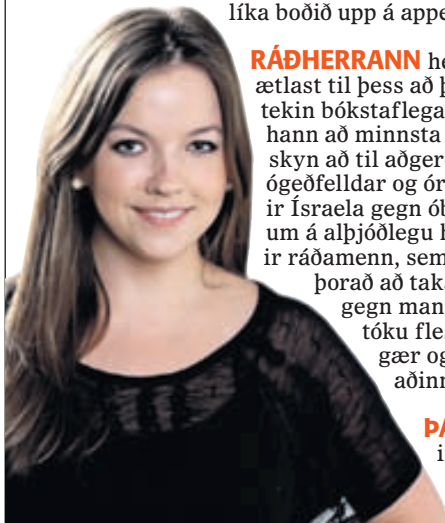 líka boðið upp á appe
RÁÐHERRANN he
ætlast til þess að þ
tekin bókstaflega
hann að minnsta
skyn að til aðger
ógeðfelldar og ór
ir Ísraela gegn ób
um á alþjóðlegu h
ir ráðamenn, sem
þorað að tak
gegn man
tóku fle
gær og
aðinn
ÞA
i